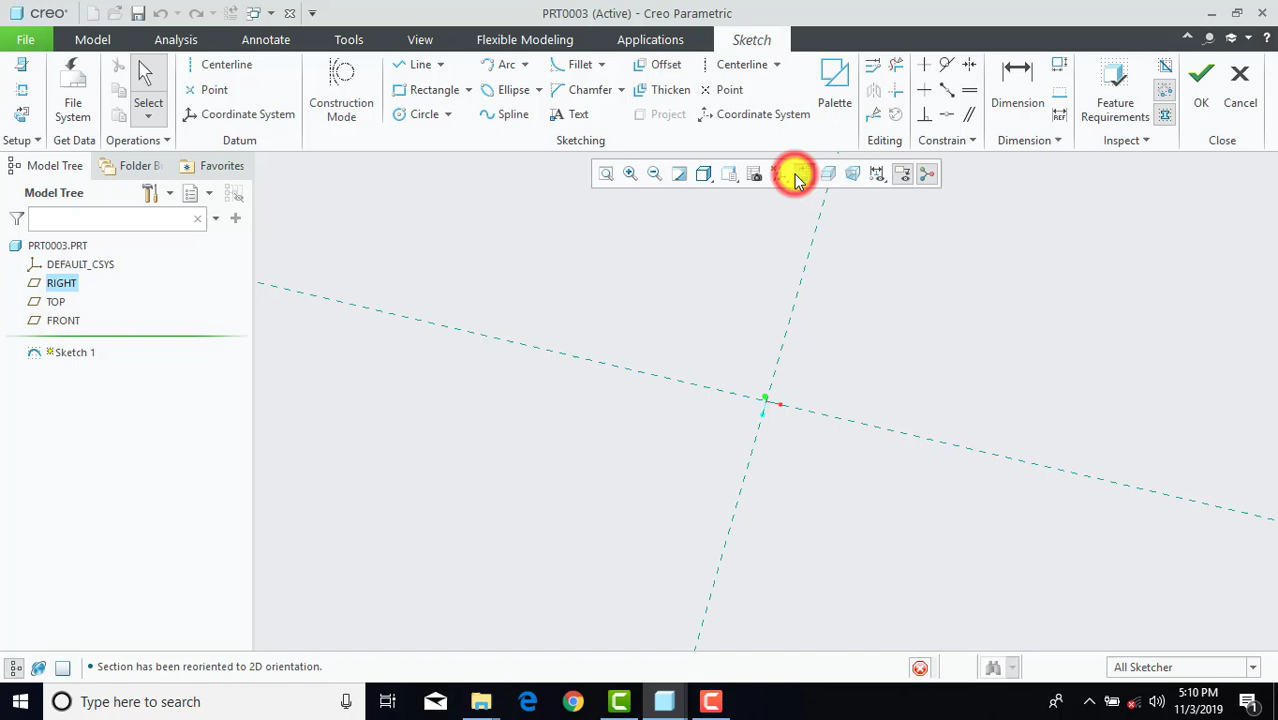 creo®
PRT0003 (Active) - Creo Parametric
File Model Analysis Annotate Tools View Flexible Modeling Applications Sketch
File System
Select
Centerline
Point
Coordinate System
Construction Mode
Line Arc Fillet Offset Centerline
Rectangle Ellipse Chamfer Thicken Point
Circle Spline Text Project Coordinate System
Palette
Dimension
REF
Feature Requirements
OK Cancel
Setup Get Data Operations Datum Sketching Editing Constrain Dimension Inspect Close
Model Tree Folder B Favorites
Model Tree
PRT0003.PRT
DEFAULT_CSYS
RIGHT
TOP
FRONT
Sketch 1
• Section has been reoriented to 2D orientation.
All Sketcher
Type here to search
5:10 PM
11/3/2019
1